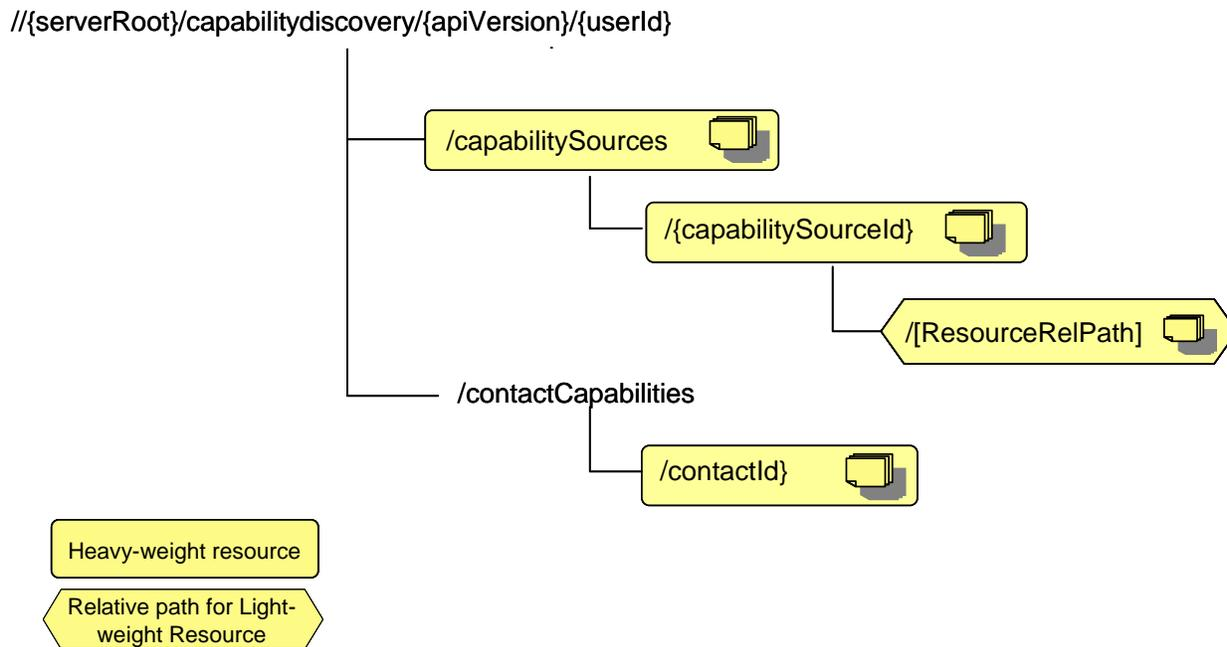 //{serverRoot}/capabilitydiscovery/{apiVersion}/{userId}
/capabilitySources
/{capabilitySourceId}
/[ResourceRelPath]
/contactCapabilities
/contactId}
Heavy-weight resource
Relative path for Light-
weight Resource